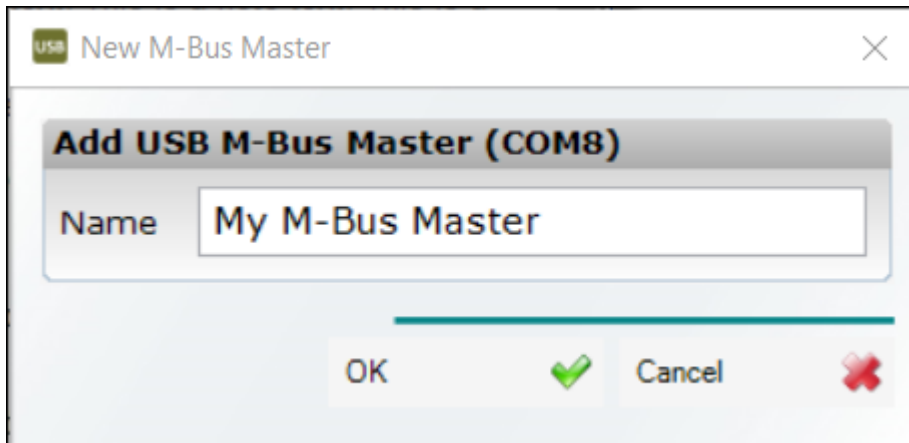 USB New M-Bus Master
Add USB M-Bus Master (COM8)
Name My M-Bus Master
OK Cancel